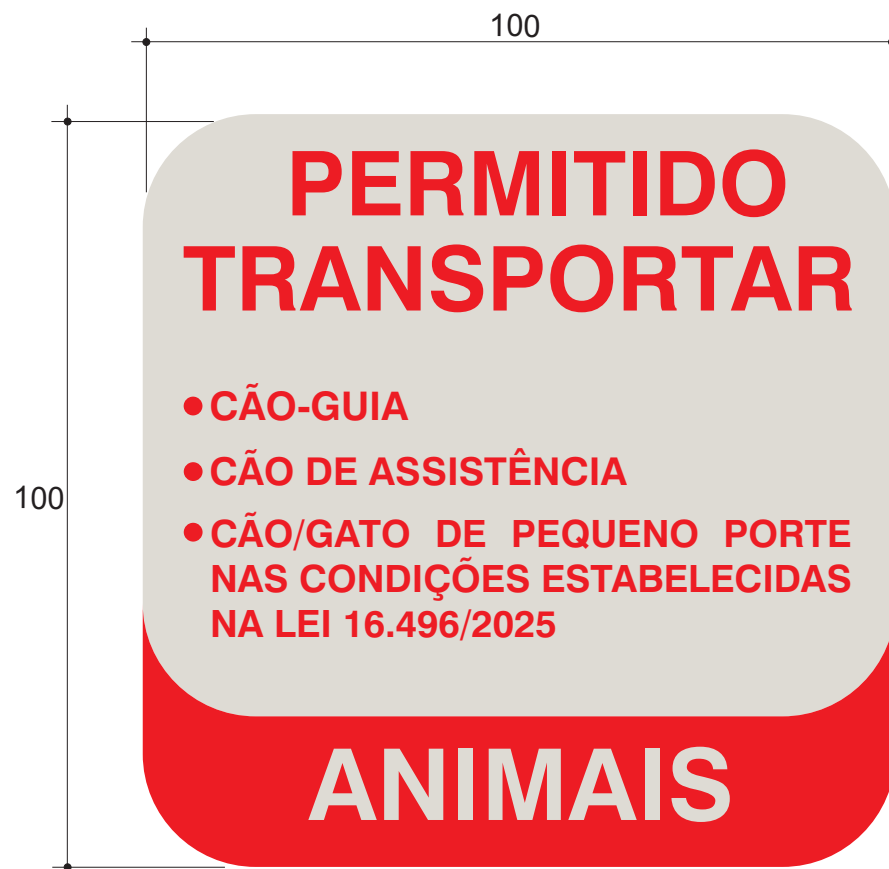 100
100
PERMITIDO
TRANSPORTAR
• CÃO-GUIA
• CÃO DE ASSISTÊNCIA
• CÃO/GATO DE PEQUENO PORTE
NAS CONDIÇÕES ESTABELECIDAS
NA LEI 16.496/2025
ANIMAIS